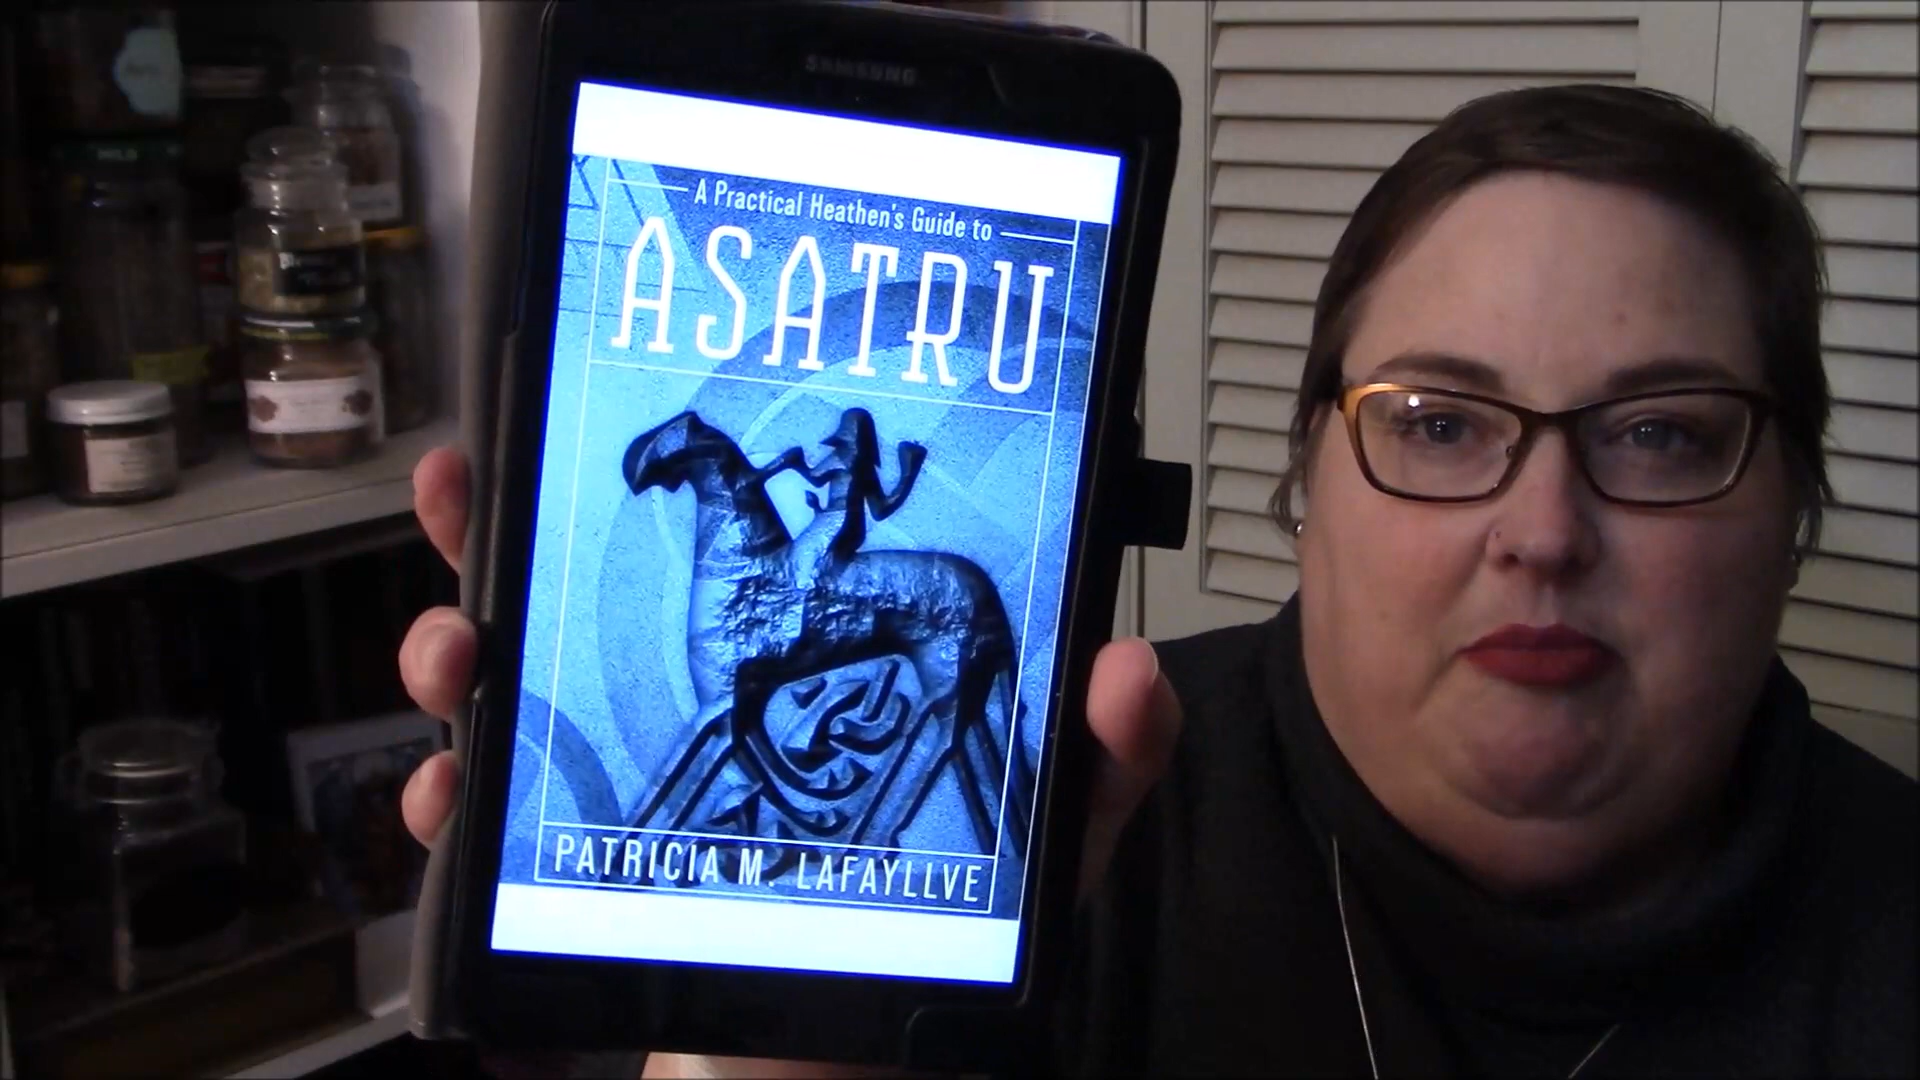 SAMSUNG
A Practical Heathen's Guide to
ASATRU
PATRICIA M. LAFAYLLVE